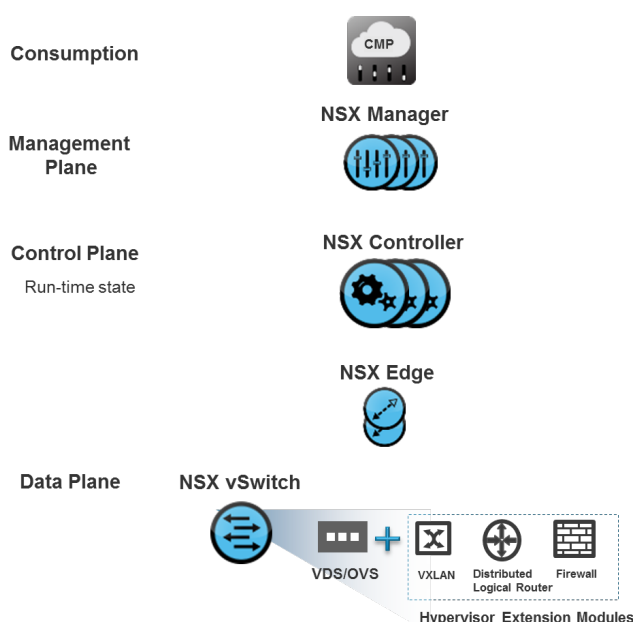 Consumption
CMP
NSX Manager
Management
Plane
NSX Controller
Control Plane
Run-time state
NSX Edge
Data Plane
NSX vSwitch
VDS/OVS
VXLAN
Distributed
Logical Router
Firewall
Hypervisor Extension Modules